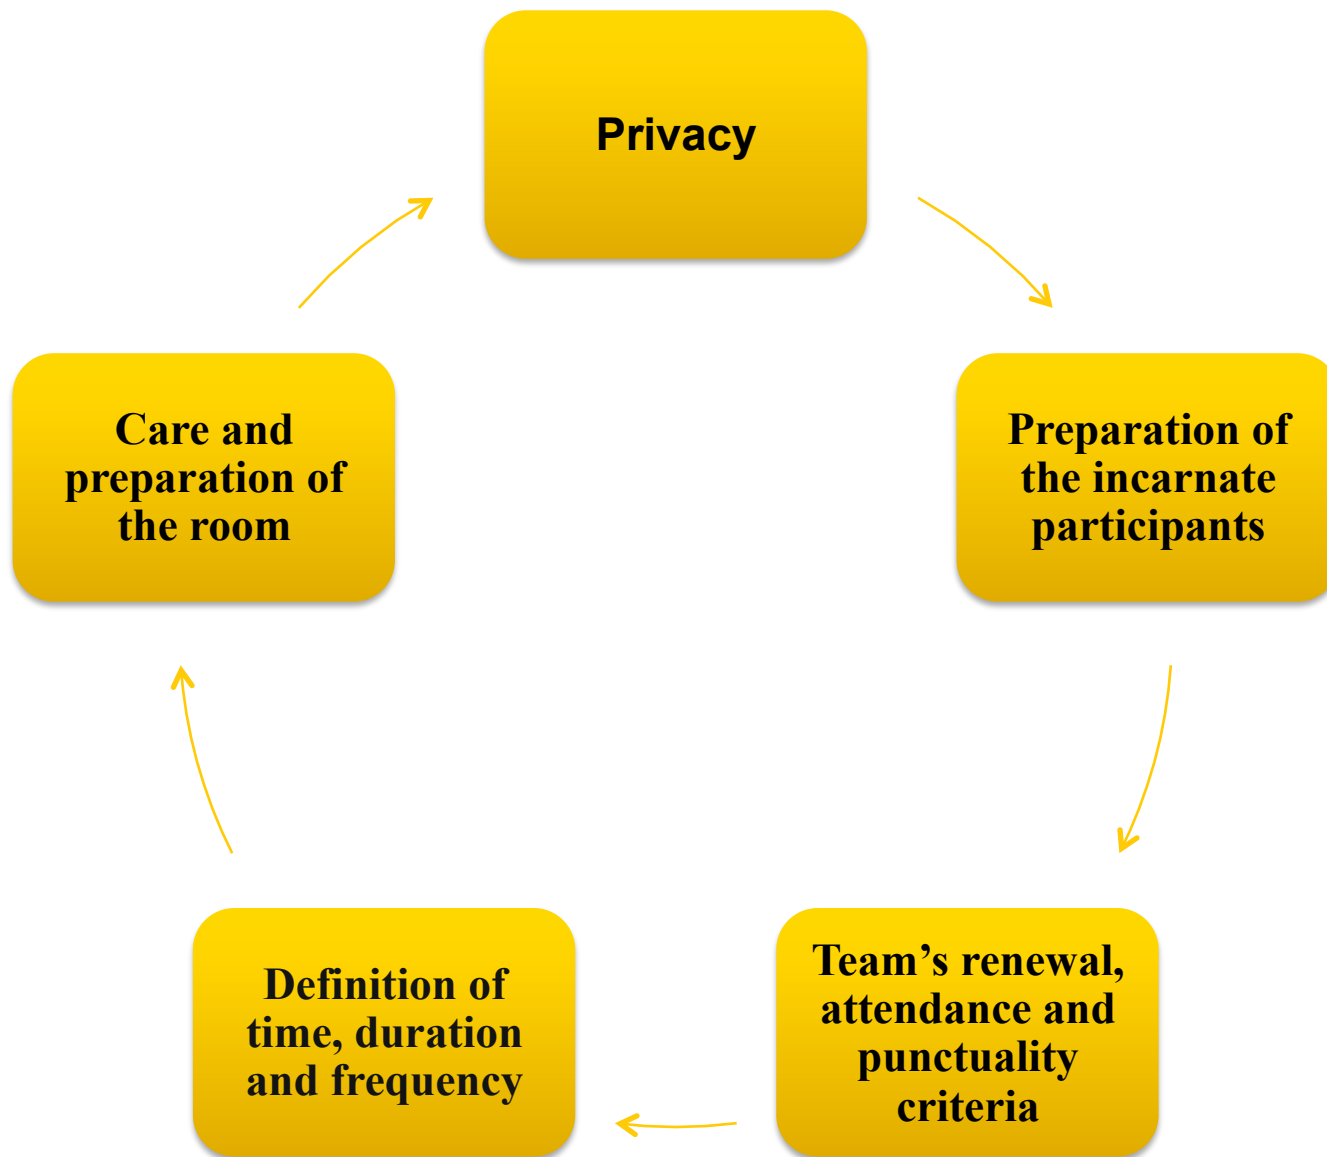 Privacy
Preparation of
the incarnate
participants
Team’s renewal,
attendance and
punctuality
criteria
Definition of
time, duration
and frequency
Care and
preparation of
the room